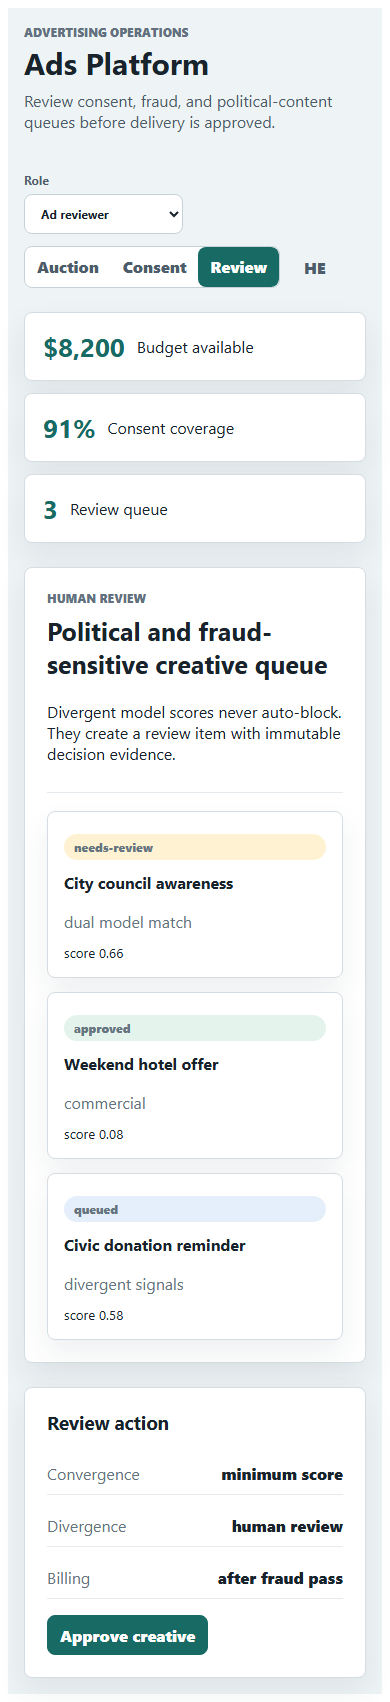 ADVERTISING OPERATIONS
Ads Platform
Review consent, fraud, and political-content
queues before delivery is approved.
Role
Ad reviewer
Auction Consent Review HE
$8,200 Budget available
91% Consent coverage
3 Review queue
HUMAN REVIEW
Political and fraud-
sensitive creative queue
Divergent model scores never auto-block.
They create a review item with immutable
decision evidence.
needs-review
City council awareness
dual model match
score 0.66
approved
Weekend hotel offer
commercial
score 0.08
queued
Civic donation reminder
divergent signals
score 0.58
Review action
Convergence minimum score
Divergence human review
Billing after fraud pass
Approve creative